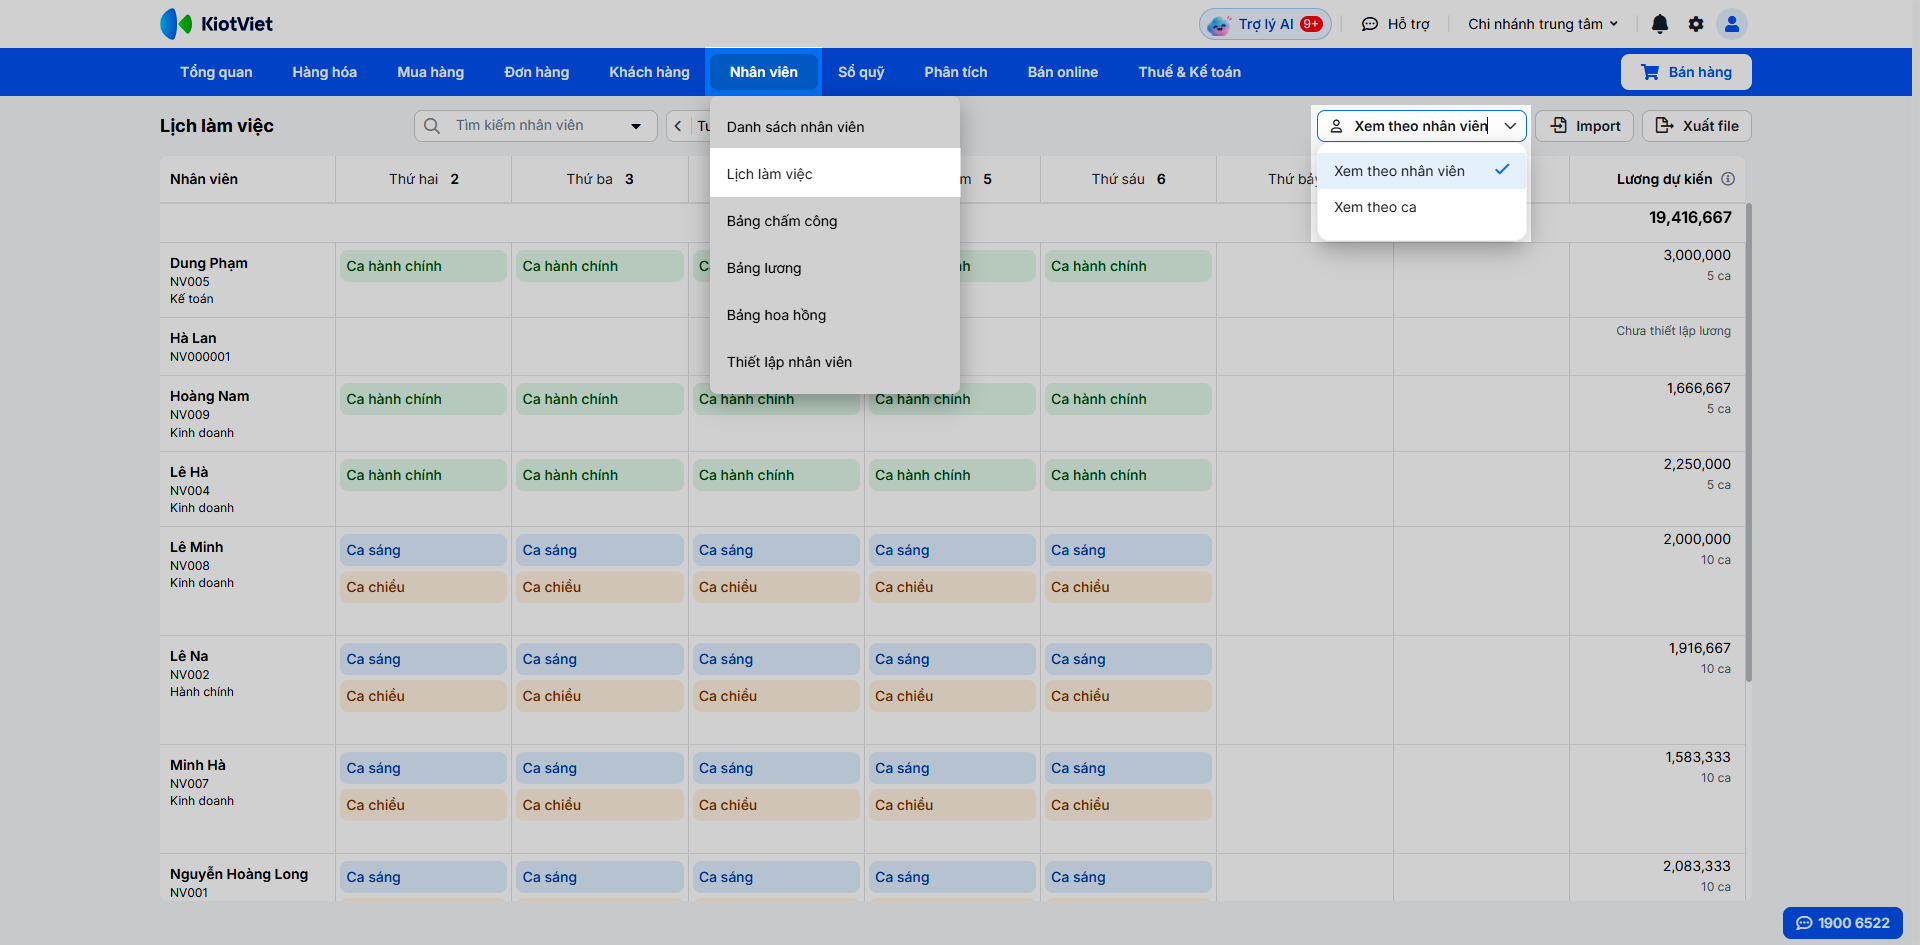 KiotViet
Trợ lý AI 9+
Hỗ trợ
Chi nhánh trung tâm
Tổng quan
Hàng hóa
Mua hàng
Đơn hàng
Khách hàng
Nhân viên
Sổ quỹ
Phân tích
Bán online
Thuế & Kế toán
Bán hàng
Lịch làm việc
Tìm kiếm nhân viên
Danh sách nhân viên
Lịch làm việc
Bảng chấm công
Bảng lương
Bảng hoa hồng
Thiết lập nhân viên
Xem theo nhân viên
Xem theo nhân viên
Xem theo ca
Import
Xuất file
Nhân viên
Thứ hai 2
Thứ ba 3
5
Thứ sáu 6
Thứ bảy
Lương dự kiến
19,416,667
Dung Phạm
NV005
Kế toán
Ca hành chính
Ca hành chính
Ca hành chính
3,000,000
5 ca
Hà Lan
NV000001
Chưa thiết lập lương
Hoàng Nam
NV009
Kinh doanh
Ca hành chính
Ca hành chính
Ca hành chính
Ca hành chính
Ca hành chính
1,666,667
5 ca
Lê Hà
NV004
Kinh doanh
Ca hành chính
Ca hành chính
Ca hành chính
Ca hành chính
Ca hành chính
2,250,000
5 ca
Lê Minh
NV008
Kinh doanh
Ca sáng
Ca sáng
Ca sáng
Ca sáng
Ca sáng
Ca chiều
Ca chiều
Ca chiều
Ca chiều
Ca chiều
2,000,000
10 ca
Lê Na
NV002
Hành chính
Ca sáng
Ca sáng
Ca sáng
Ca sáng
Ca sáng
Ca chiều
Ca chiều
Ca chiều
Ca chiều
Ca chiều
1,916,667
10 ca
Minh Hà
NV007
Kinh doanh
Ca sáng
Ca sáng
Ca sáng
Ca sáng
Ca sáng
Ca chiều
Ca chiều
Ca chiều
Ca chiều
Ca chiều
1,583,333
10 ca
Nguyễn Hoàng Long
NV001
Ca sáng
Ca sáng
Ca sáng
Ca sáng
Ca sáng
2,083,333
10 ca
1900 6522